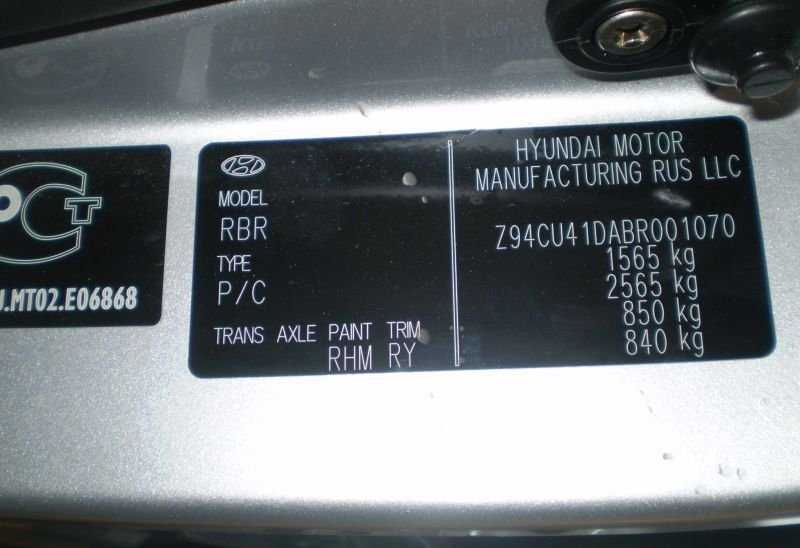 U.MT02.E06868
MODEL
RBR
TYPE
P/C
TRANS AXLE PAINT TRIM
RHM RY
HYUNDAI MOTOR
MANUFACTURING RUS LLC
Z94CU41DABR001070
1565 kg
2565 kg
850 kg
840 kg